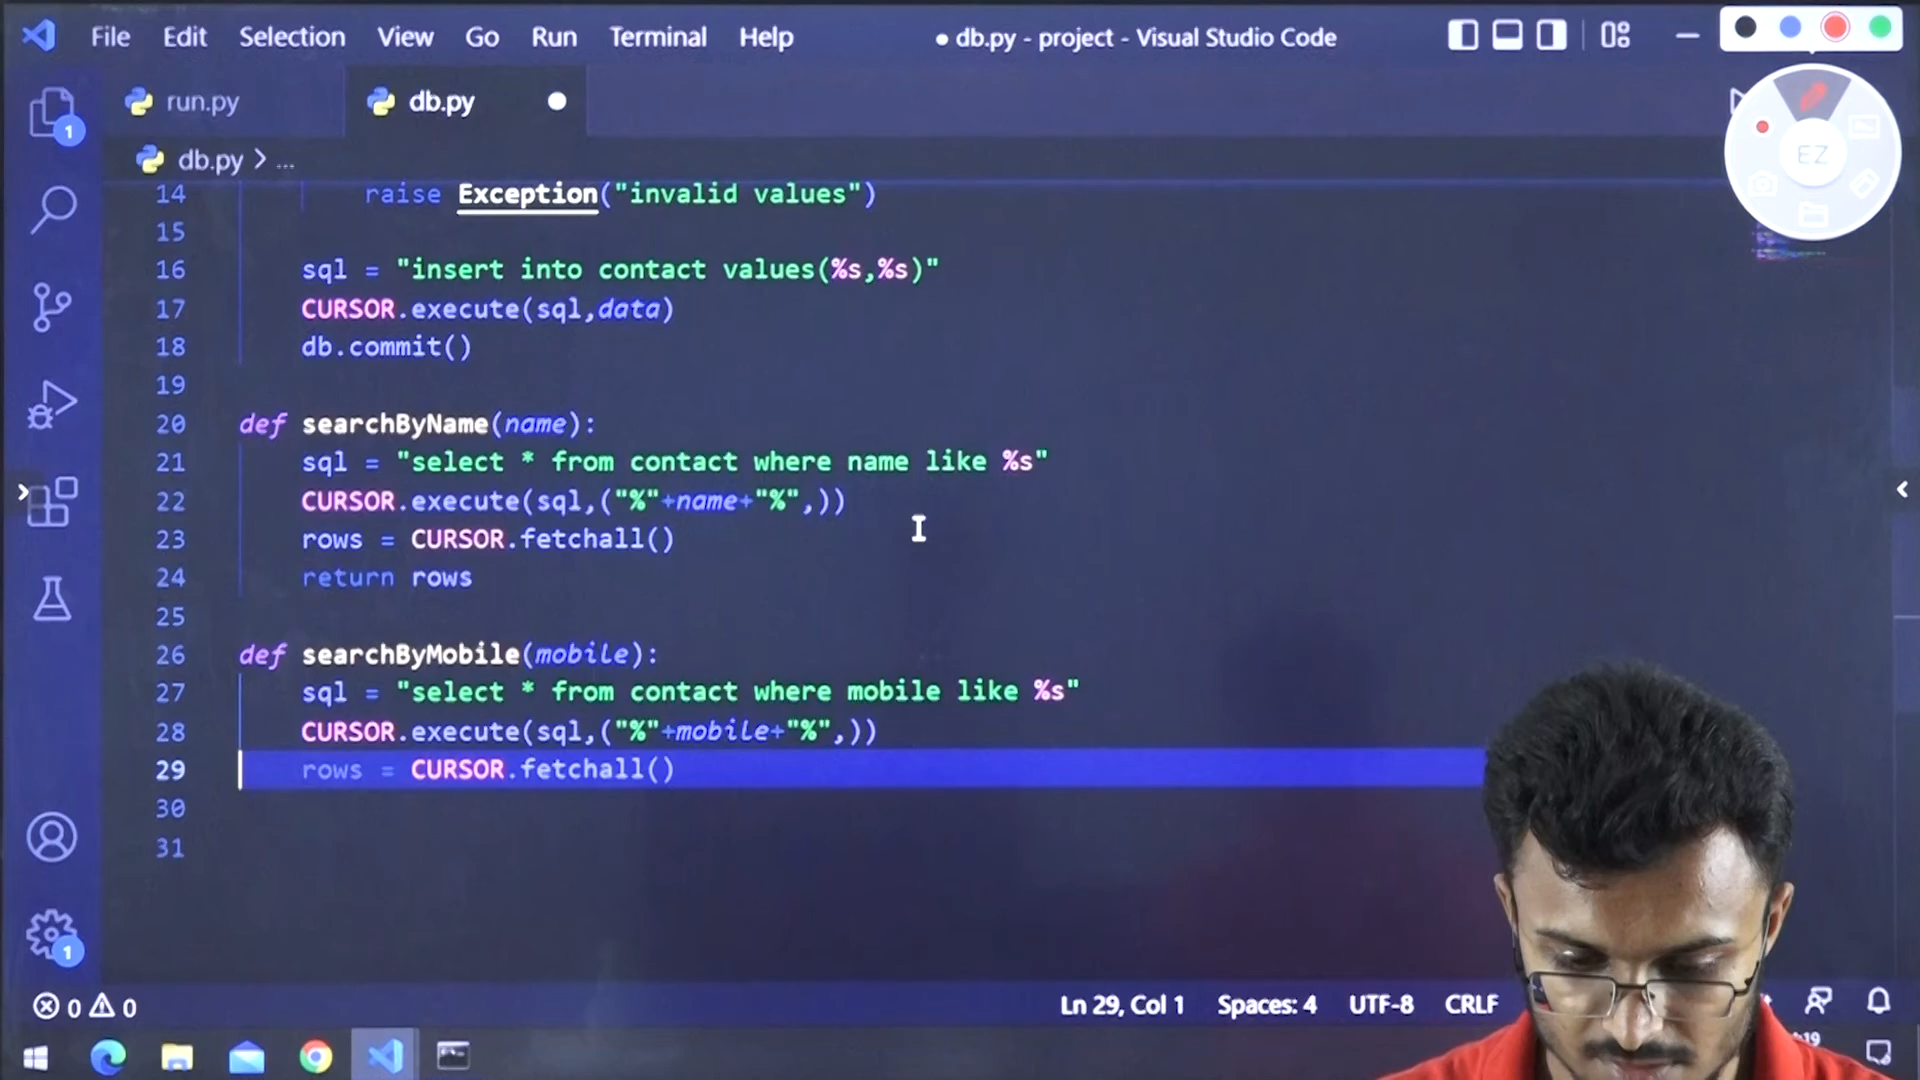 File Edit Selection View Go Run Terminal Help ● db.py - project - Visual Studio Code
run.py db.py
db.py > ...
EZ
14 raise Exception("invalid values")
15
16 sql = "insert into contact values(%s,%s)"
17 CURSOR.execute(sql,data)
18 db.commit()
19
20 def searchByName(name):
21 sql = "select * from contact where name like %s"
22 CURSOR.execute(sql,("%"+name+"%",))
23 rows = CURSOR.fetchall()
24 return rows
25
26 def searchByMobile(mobile):
27 sql = "select * from contact where mobile like %s"
28 CURSOR.execute(sql,("%"+mobile+"%",))
29 rows = CURSOR.fetchall()
30
31
1
1
0 0 Ln 29, Col 1 Spaces: 4 UTF-8 CRLF